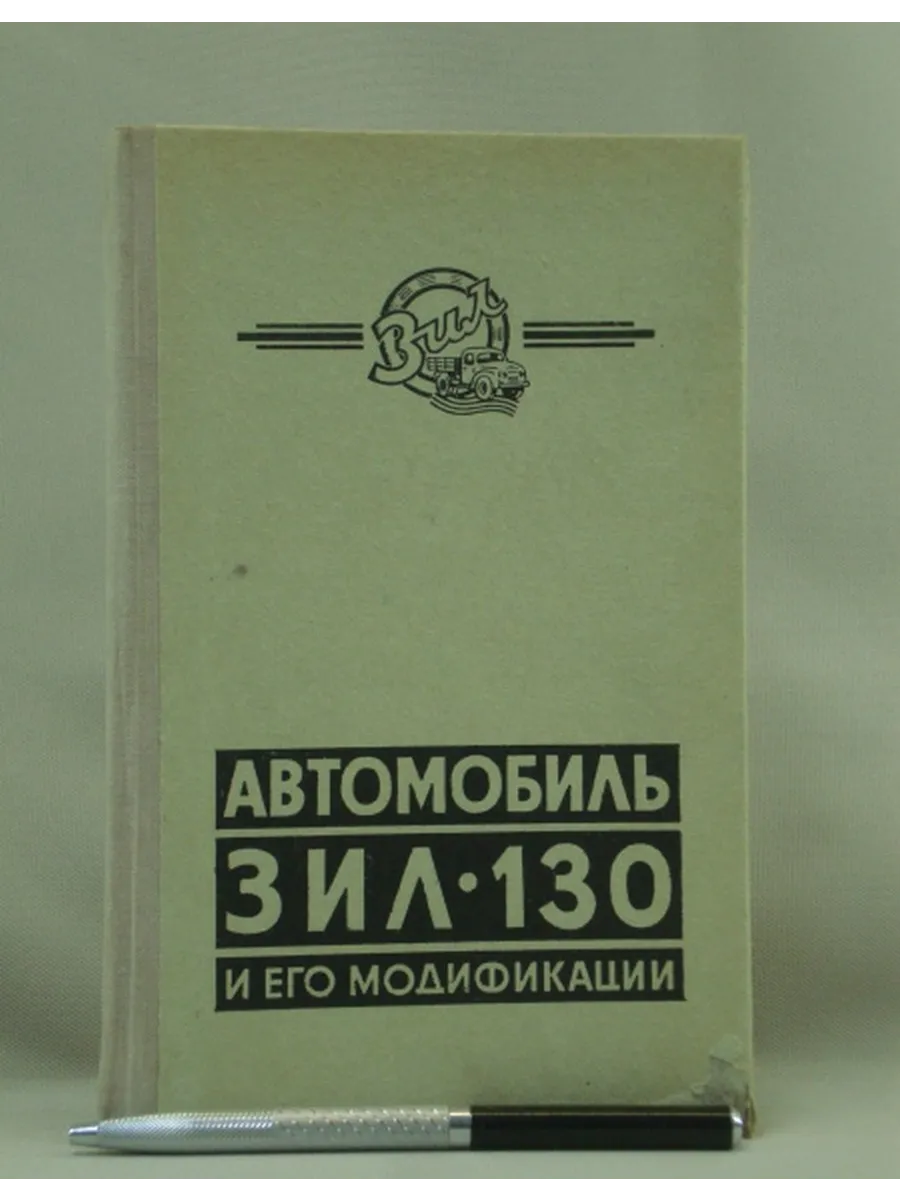 Зил
АВТОМОБИЛЬ
ЗИЛ·130
И ЕГО МОДИФИКАЦИИ